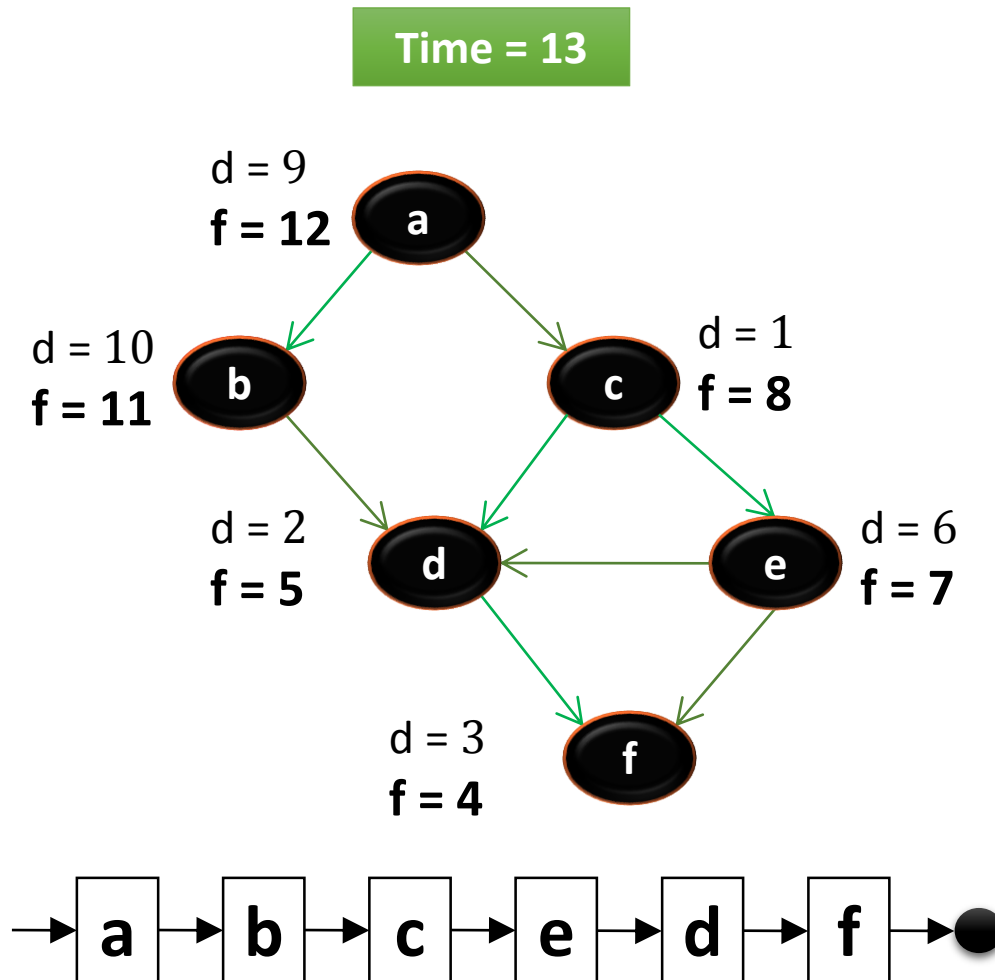 Time = 13
d = 9
f = 12
a
d = 10
f = 11
b
c
d = 1
f = 8
d = 2
f = 5
d
e
d = 6
f = 7
d = 3
f = 4
f
a b c e d f